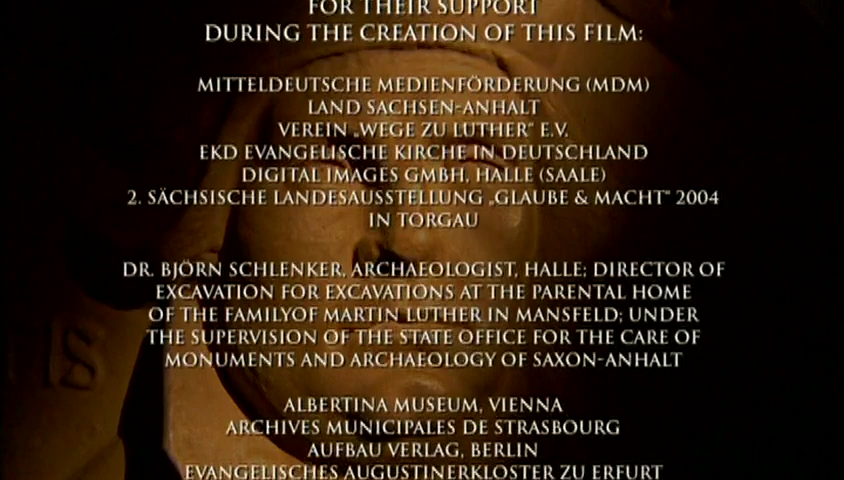 FOR THEIR SUPPORT
DURING THE CREATION OF THIS FILM:
MITTELDEUTSCHE MEDIENFÖRDERUNG (MDM)
LAND SACHSEN-ANHALT
VEREIN „WEGE ZU LUTHER“ E.V.
EKD EVANGELISCHE KIRCHE IN DEUTSCHLAND
DIGITAL IMAGES GMBH, HALLE (SAALE)
2. SÄCHSISCHE LANDESAUSSTELLUNG „GLAUBE & MACHT“ 2004
IN TORGAU
DR. BJÖRN SCHLENKER, ARCHAEOLOGIST, HALLE; DIRECTOR OF
EXCAVATION FOR EXCAVATIONS AT THE PARENTAL HOME
OF THE FAMILYOF MARTIN LUTHER IN MANSFELD; UNDER
THE SUPERVISION OF THE STATE OFFICE FOR THE CARE OF
MONUMENTS AND ARCHAEOLOGY OF SAXON-ANHALT
ALBERTINA MUSEUM, VIENNA
ARCHIVES MUNICIPALES DE STRASBOURG
AUFBAU VERLAG, BERLIN
EVANGELISCHES AUGUSTINERKLOSTER ZU ERFURT